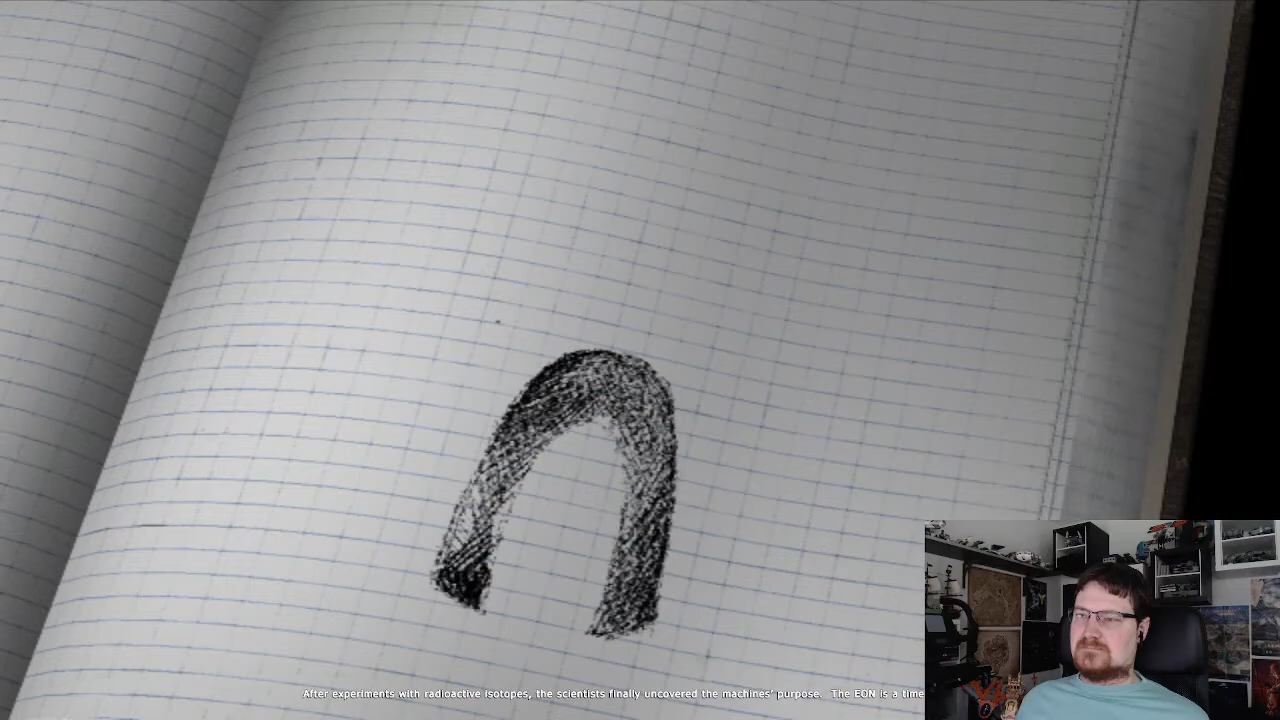 After experiments with radioactive isotopes, the scientists finally uncovered the machines' purpose. The EON is a time